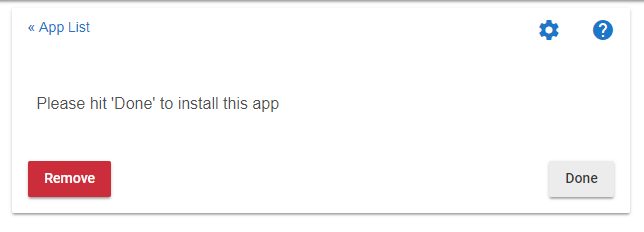 « App List
Please hit 'Done' to install this app
Remove
Done